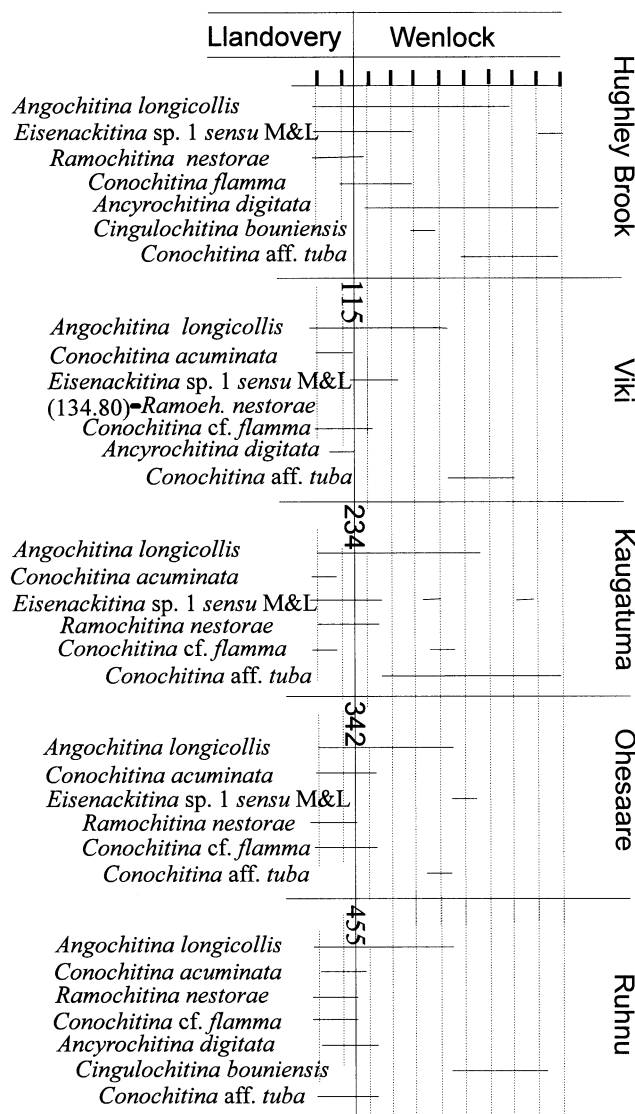 Llandovery Wenlock
Hughley Brook
Angochitina longicollis
Eisenackitina sp. 1 sensu M&L
Ramochitina nestorae
Conochitina flamma
Ancyrochitina digitata
Cingulochitina bouniensis
Conochitina aff. tuba
115
Viki
Angochitina longicollis
Conochitina acuminata
Eisenackitina sp. 1 sensu M&L
(134.80)-Ramoeh. nestorae
Conochitina cf. flamma
Ancyrochitina digitata
Conochitina aff. tuba
234
Kaugatuma
Angochitina longicollis
Conochitina acuminata
Eisenackitina sp. 1 sensu M&L
Ramochitina nestorae
Conochitina cf. flamma
Conochitina aff. tuba
342
Ohesaare
Angochitina longicollis
Conochitina acuminata
Eisenackitina sp. 1 sensu M&L
Ramochitina nestorae
Conochitina cf. flamma
Conochitina aff. tuba
455
Ruhnu
Angochitina longicollis
Conochitina acuminata
Ramochitina nestorae
Conochitina cf. flamma
Ancyrochitina digitata
Cingulochitina bouniensis
Conochitina aff. tuba